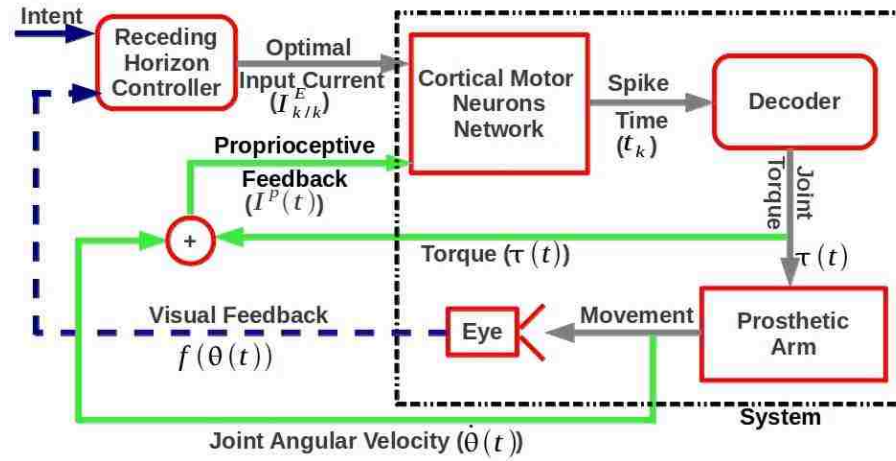 Intent
Receding
Horizon
Controller
Optimal
Input Current
(I^E_{k/k})
Cortical Motor
Neurons
Network
Spike
Time
(t_k)
Decoder
Joint
Torque
τ(t)
Proprioceptive
Feedback
(I^p(t))
+
Torque (τ(t))
Visual Feedback
f(θ(t))
Eye
Movement
Prosthetic
Arm
System
Joint Angular Velocity (θ̇(t))